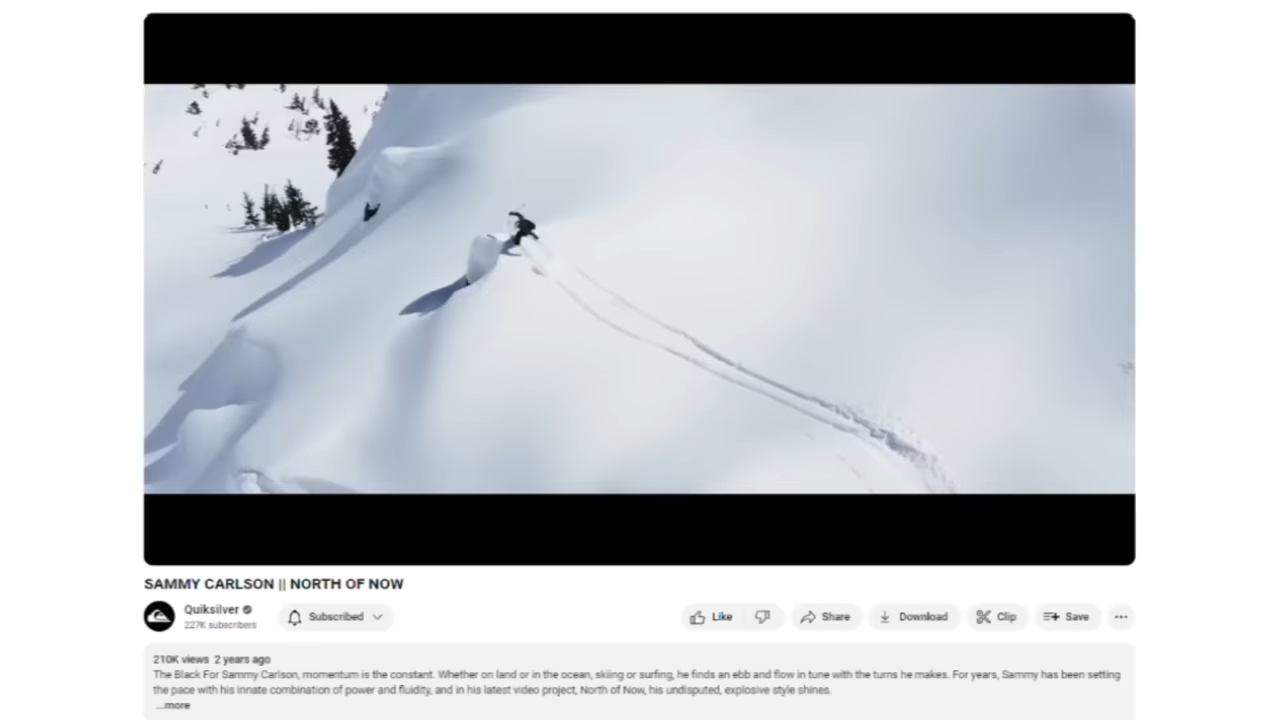 SAMMY CARLSON || NORTH OF NOW
Quiksilver
227K subscribers
Subscribed
Like
Share
Download
Clip
Save
210K views 2 years ago
The Black For Sammy Carlson, momentum is the constant. Whether on land or in the ocean, skiing or surfing, he finds an ebb and flow in tune with the turns he makes. For years, Sammy has been setting
the pace with his innate combination of power and fluidity, and in his latest video project, North of Now, his undisputed, explosive style shines.
...more